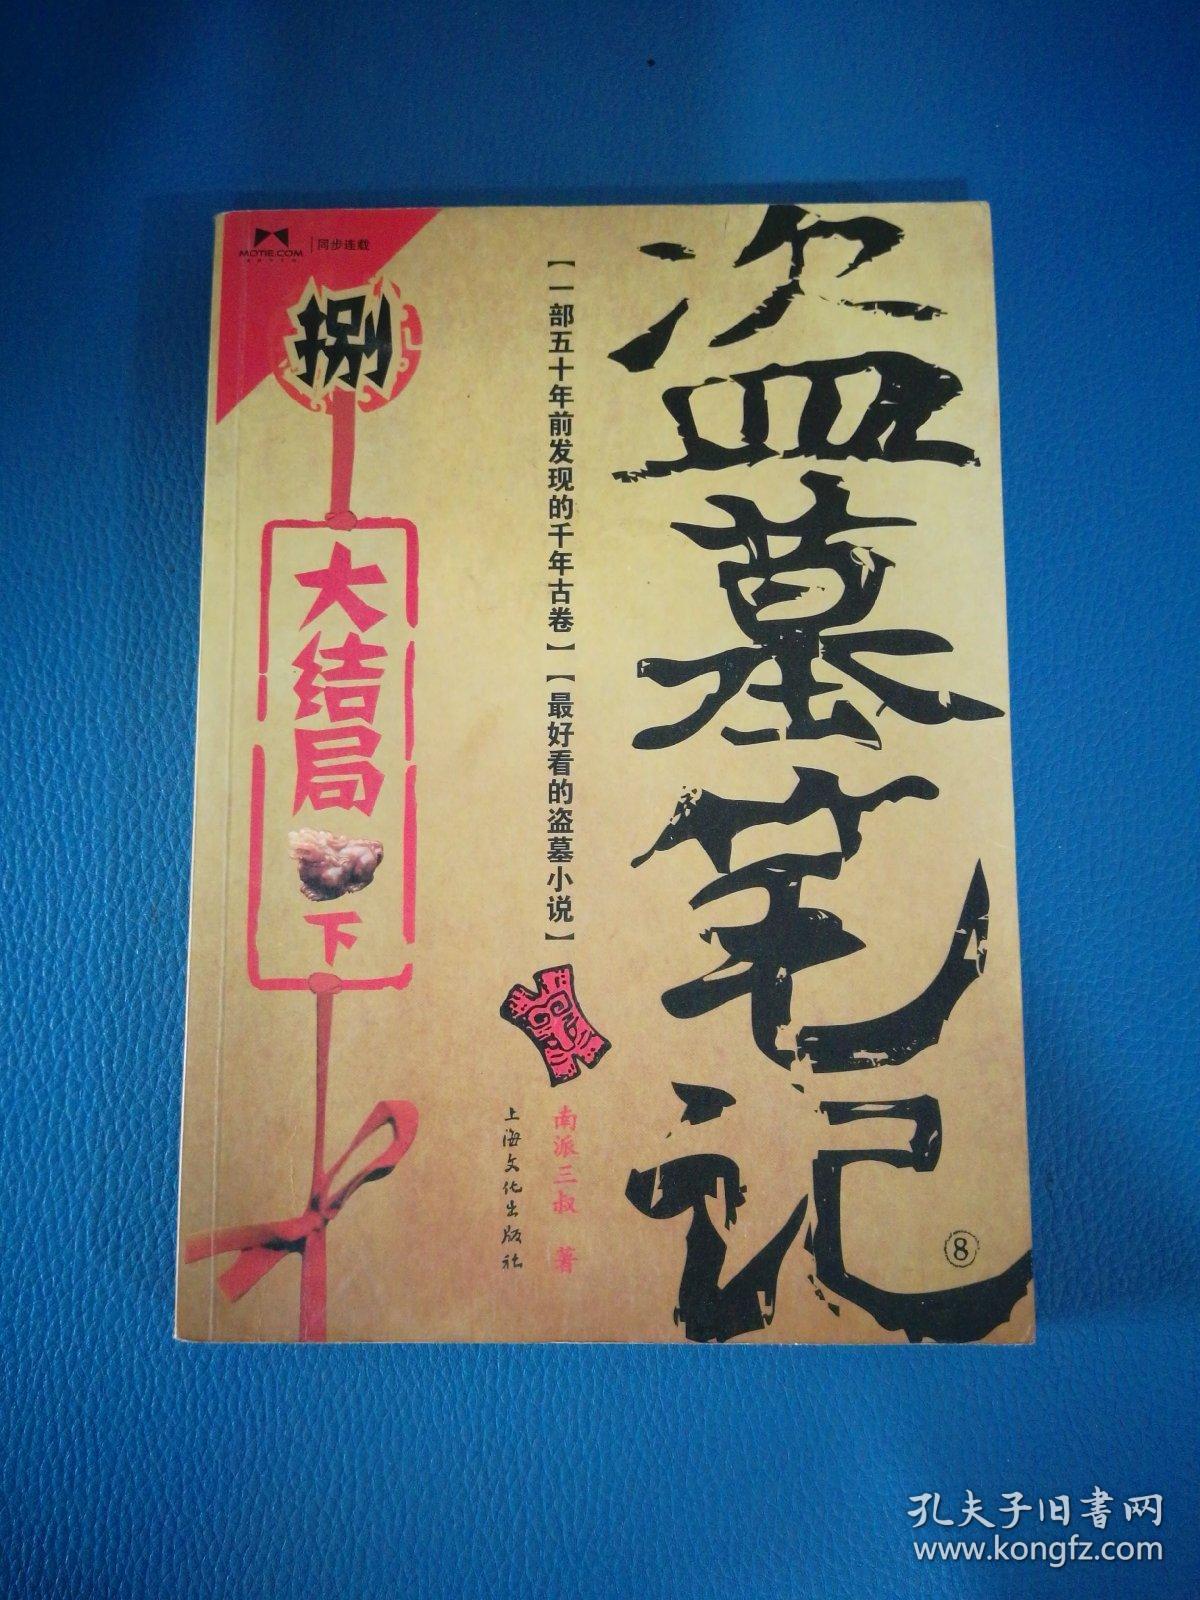 MOTIE.COM
同步连载
捌
大结局
下
【一部五十年前发现的千年古卷】【最好看的盗墓小说】
盗墓笔记
8
南派三叔 著
上海文化出版社
孔夫子旧书网
www.kongfz.com